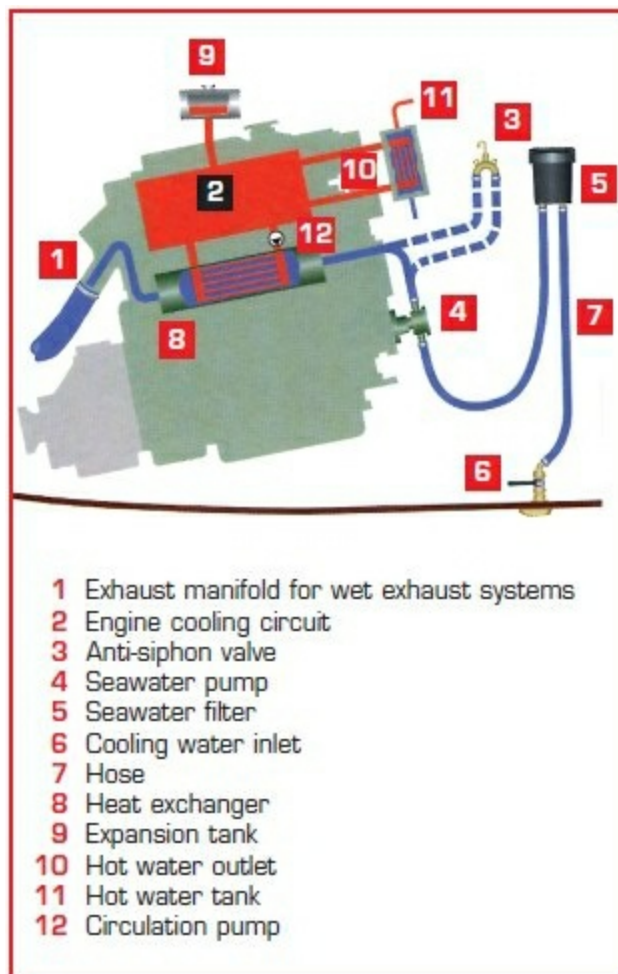 9
11
3
10
5
2
12
1
4
7
8
6
1 Exhaust manifold for wet exhaust systems
2 Engine cooling circuit
3 Anti-siphon valve
4 Seawater pump
5 Seawater filter
6 Cooling water inlet
7 Hose
8 Heat exchanger
9 Expansion tank
10 Hot water outlet
11 Hot water tank
12 Circulation pump